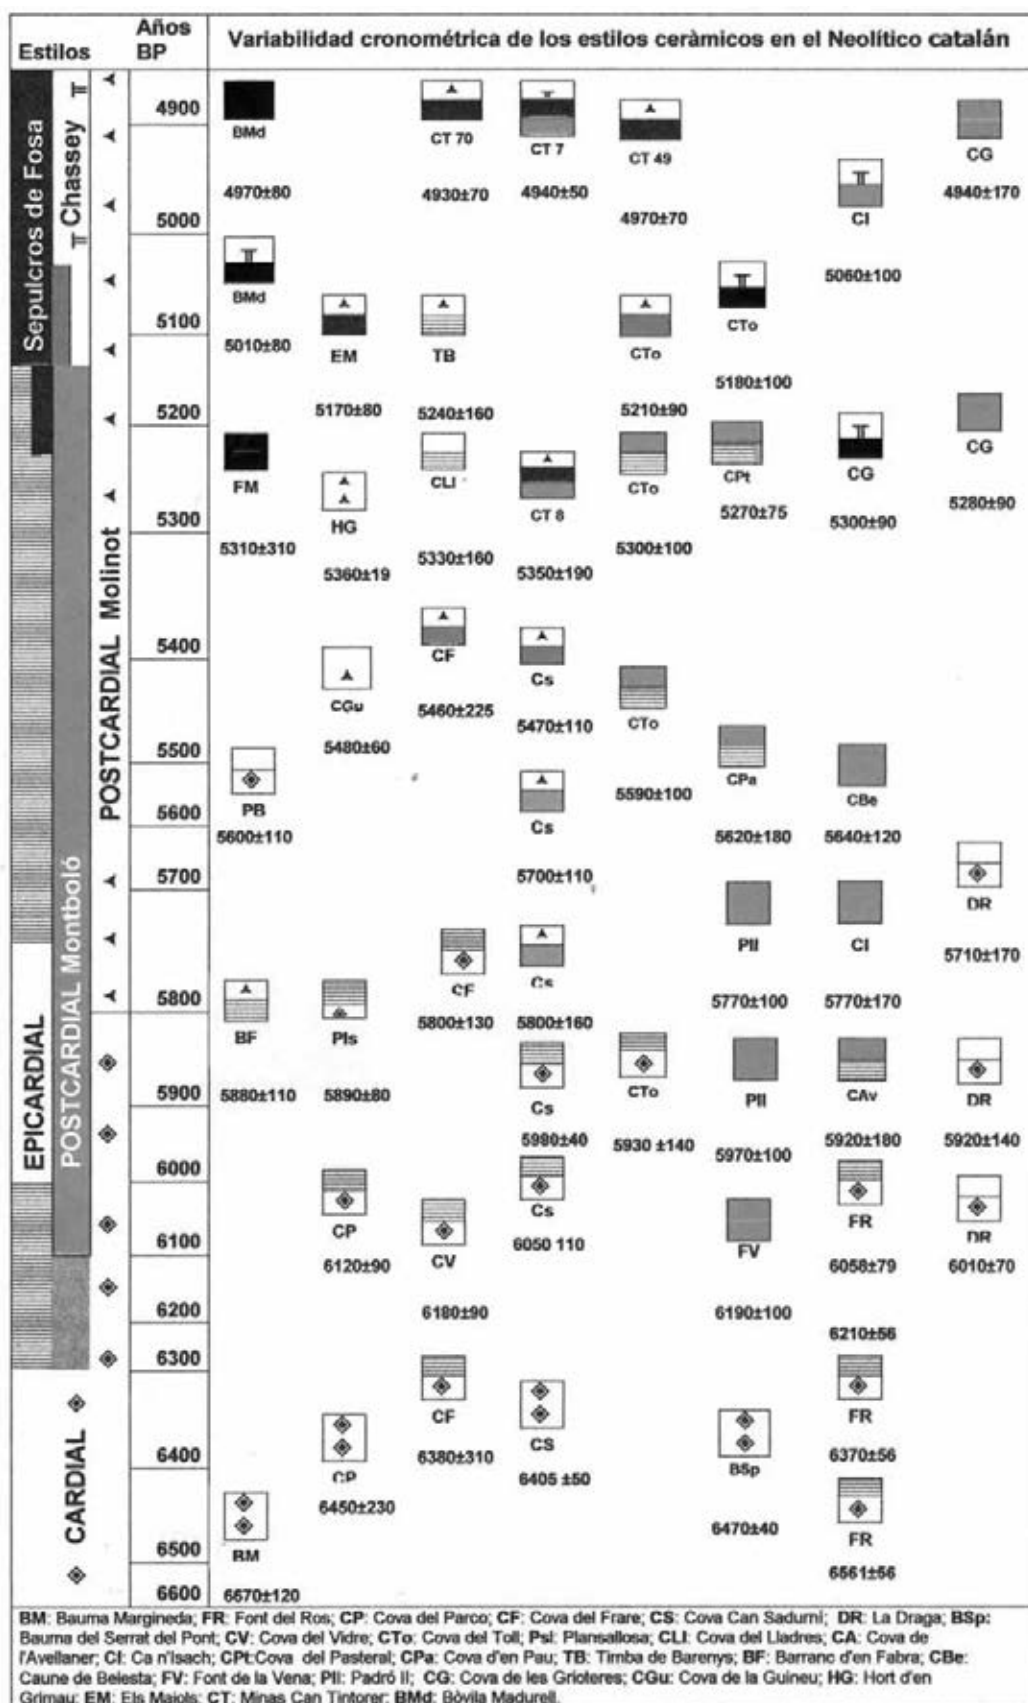 Estilos
Años
BP
Variabilidad cronométrica de los estilos ceràmicos en el Neolítico catalán
Sepulcros de Fosa
Chassey
POSTCARDIAL Molinot
POSTCARDIAL Montboló
EPICARDIAL
CARDIAL
4900
BMd
CT 70
CT 7
CT 49
CG
4970±80
4930±70
4940±50
4970±70
CI
4940±170
5000
5060±100
BMd
5100
EM
TB
CTo
CTo
5010±80
5170±80
5240±160
5210±90
5180±100
5200
FM
CLI
CTo
CPt
CG
CG
HG
CT 8
5270±75
5300±90
5280±90
5300
5310±310
5360±19
5330±160
5350±190
5300±100
5400
CF
Cs
CGu
5460±225
5470±110
CTo
5480±60
5500
5590±100
CPa
CBe
5600
PB
5600±110
Cs
5620±180
5640±120
5700
5700±110
DR
PII
CI
5710±170
5800
CF
Cs
5770±100
5770±170
BF
PIs
5800±130
5800±160
5880±110
5890±80
5900
Cs
CTo
PII
CAv
DR
5980±40
5930 ±140
5970±100
5920±180
5920±140
6000
CP
Cs
FR
DR
6100
6120±90
CV
6050 110
FV
6058±79
6010±70
6200
6180±90
6190±100
6210±56
6300
CF
FR
6400
CP
6380±310
CS
BSp
6370±56
6450±230
6405 ±50
6500
BM
6470±40
FR
6600
6670±120
6561±56
BM: Bauma Margineda; FR: Font del Ros; CP: Cova del Parco; CF: Cova del Frare; CS: Cova Can Sadurní; DR: La Draga; BSp:
Bauma del Serrat del Pont; CV: Cova del Vidre; CTo: Cova del Toll; Psl: Plansallosa; CLI: Cova del Lladres; CA: Cova de
l'Avellaner; CI: Ca n'Isach; CPt:Cova del Pasteral; CPa: Cova d'en Pau; TB: Timba de Barenys; BF: Barranc d'en Fabra; CBe:
Caune de Belesta; FV: Font de la Vena; PII: Padró II; CG: Cova de les Grioteres; CGu: Cova de la Guineu; HG: Hort d'en
Grimau; EM: Els Majols; CT: Minas Can Tintorer; BMd: Bòvila Madurell.